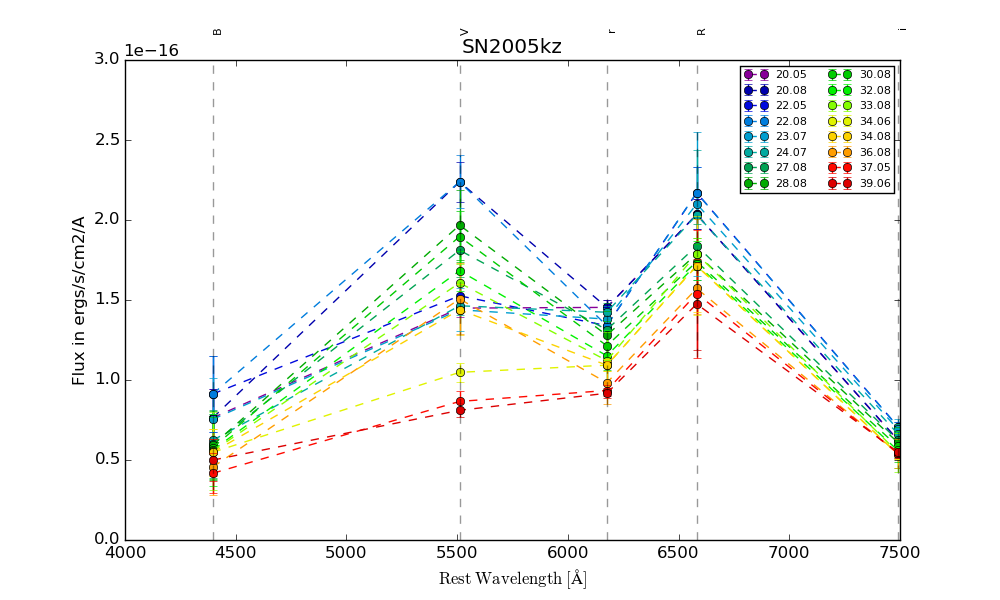 B V r R i
SN2005kz
1e−16
3.0
2.5
2.0
1.5
1.0
0.5
0.0
Flux in ergs/s/cm2/A
20.05 30.08
20.08 32.08
22.05 33.08
22.08 34.06
23.07 34.08
24.07 36.08
27.08 37.05
28.08 39.06
4000 4500 5000 5500 6000 6500 7000 7500
Rest Wavelength [Å]